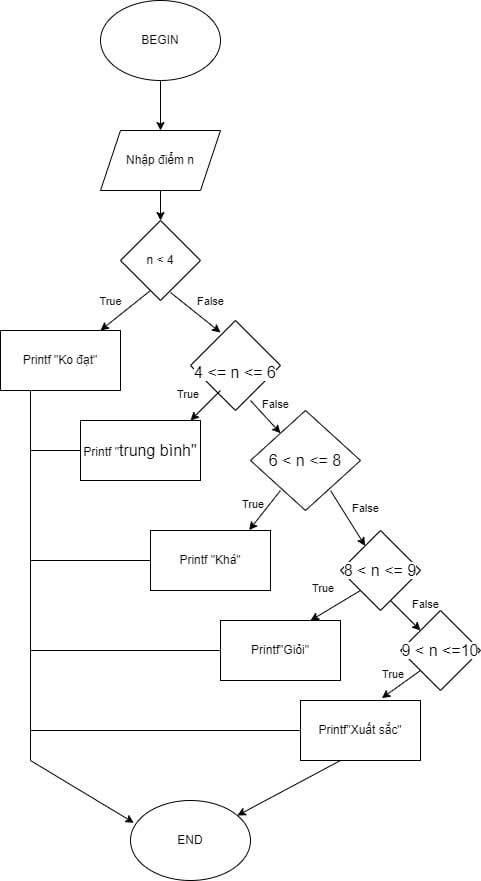 BEGIN
Nhập điểm n
n < 4
True
False
Printf "Ko đạt"
4 <= n <= 6
True
False
Printf "trung bình"
6 < n <= 8
True
False
Printf "Khá"
8 < n <= 9
True
False
Printf"Giỏi"
9 < n <=10
True
Printf"Xuất sắc"
END